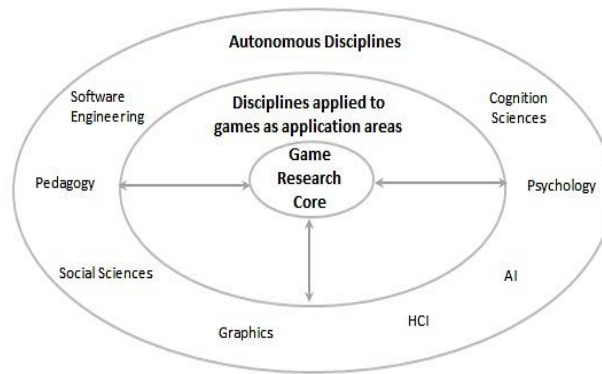 Autonomous Disciplines
Software
Engineering
Cognition
Sciences
Disciplines applied to
games as application areas
Game
Research
Core
Pedagogy
Psychology
Social Sciences
AI
HCI
Graphics